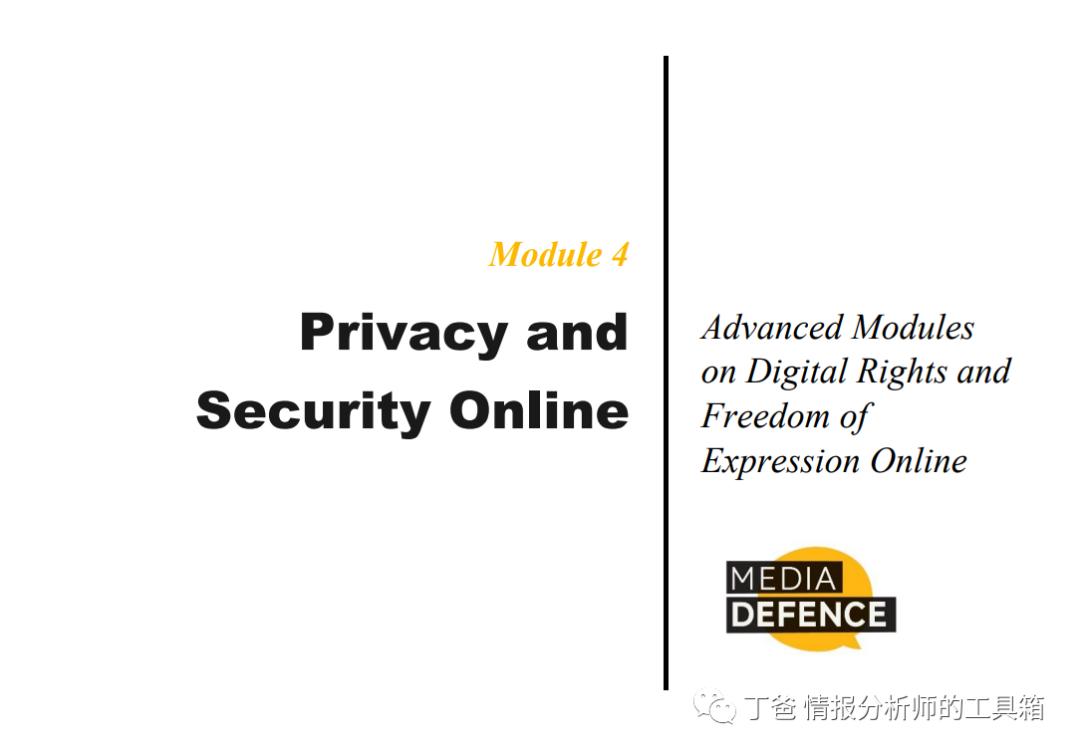 Module 4
Privacy and
Security Online
Advanced Modules
on Digital Rights and
Freedom of
Expression Online
MEDIA
DEFENCE
丁爸 情报分析师的工具箱